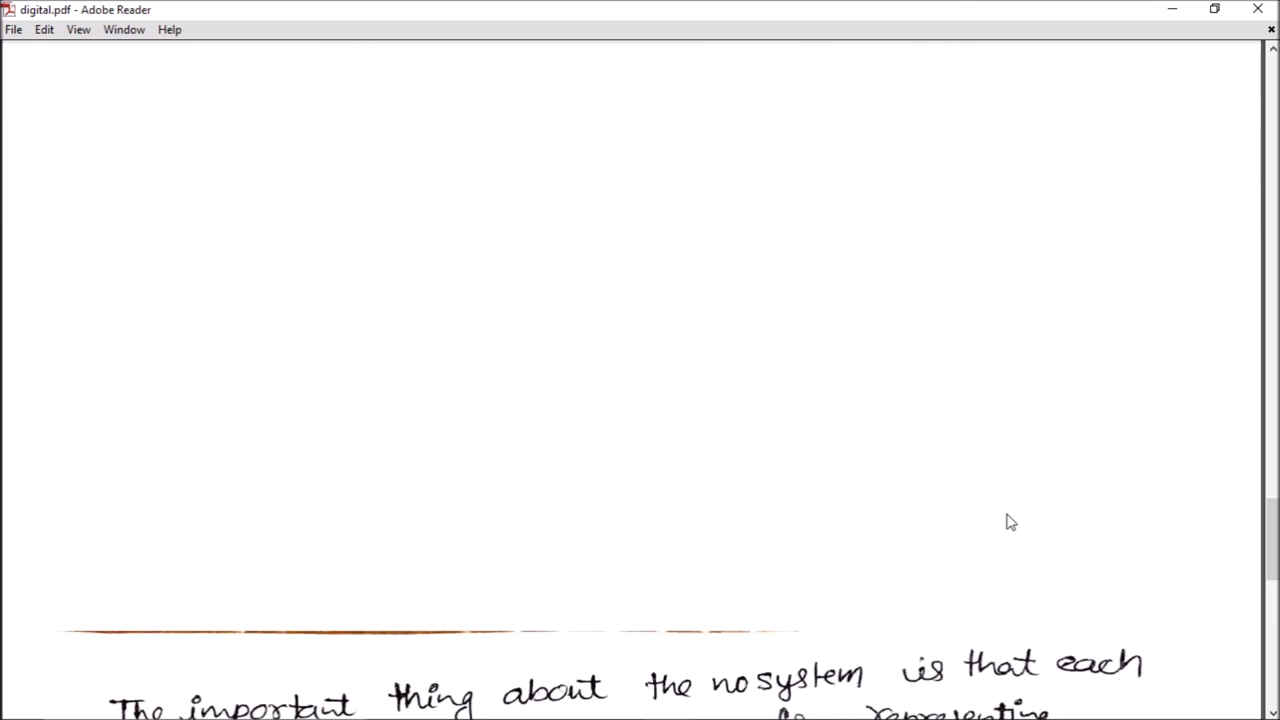 digital.pdf - Adobe Reader
File Edit View Window Help
The important thing about the no system is that each
representing